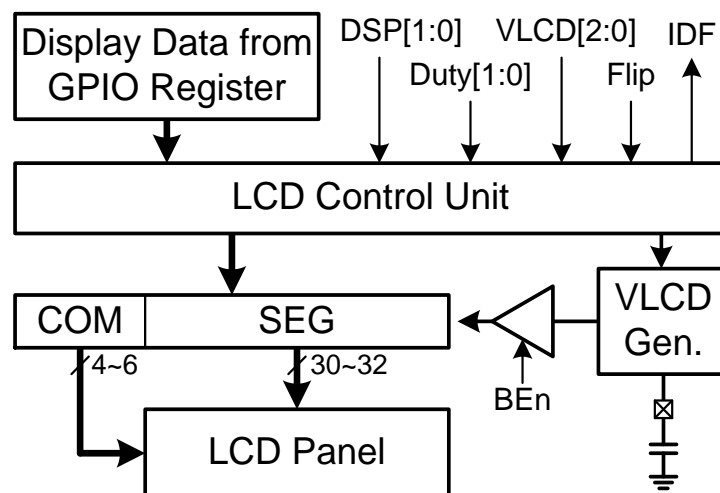 Display Data from
GPIO Register
DSP[1:0]
VLCD[2:0]
IDF
Duty[1:0]
Flip
LCD Control Unit
COM
SEG
VLCD
Gen.
4~6
30~32
BEn
LCD Panel